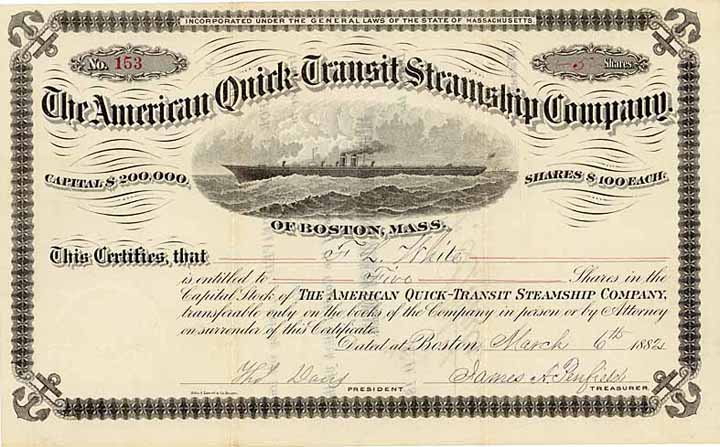 INCORPORATED UNDER THE GENERAL LAWS OF THE STATE OF MASSACHUSETTS.
No. 153
5 Shares
The American Quick-Transit Steamship Company.
CAPITAL $200,000.
SHARES $100 EACH.
OF BOSTON, MASS.
This Certifies, that F. L. White
is entitled to Five Shares in the
Capital Stock of THE AMERICAN QUICK-TRANSIT STEAMSHIP COMPANY,
transferable only on the books of the Company in person or by Attorney
on surrender of this Certificate.
Dated at Boston, March 6th 1882
Davis James A. Penfield
PRESIDENT. TREASURER.